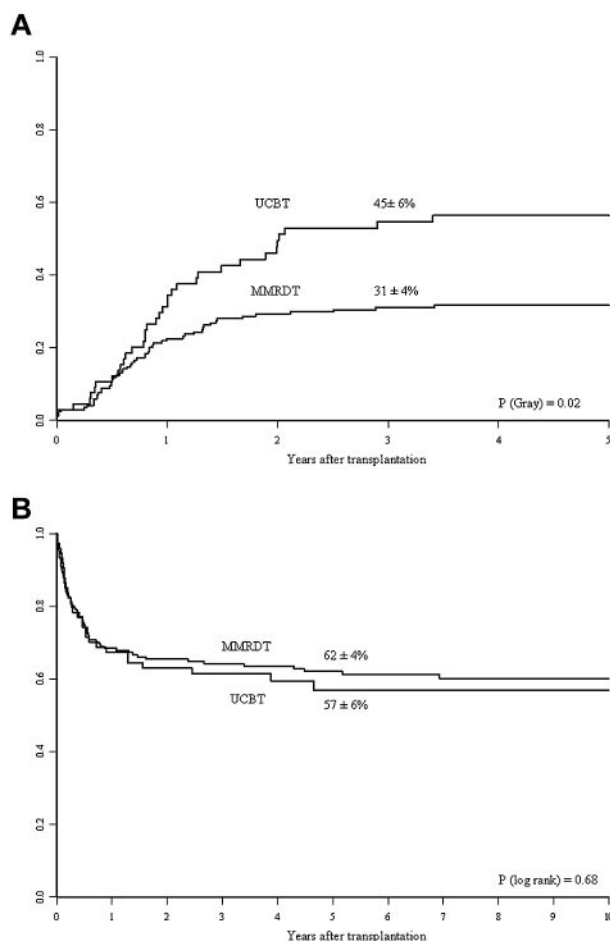 A
1.0
0.8
0.6
0.4
0.2
0.0
UCBT
45± 6%
MMRDT
31 ± 4%
P (Gray) = 0.02
0 1 2 3 4 5
Years after transplantation
B
1.0
0.8
0.6
0.4
0.2
0.0
MMRDT
62 ± 4%
UCBT
57 ± 6%
P (log rank) = 0.68
0 1 2 3 4 5 6 7 8 9 10
Years after transplantation